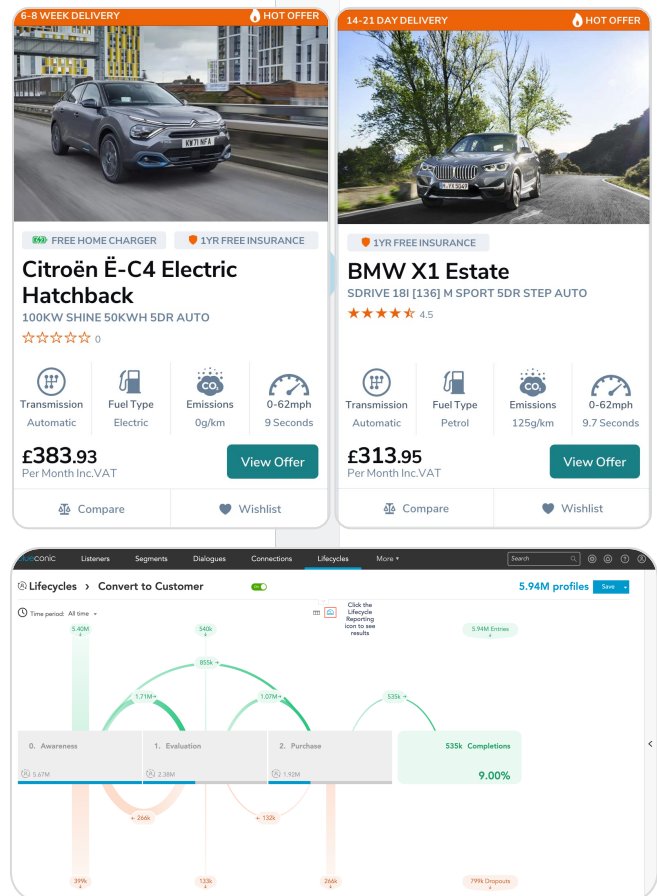 6-8 WEEK DELIVERY
HOT OFFER
KW71 NFA
FREE HOME CHARGER
1YR FREE INSURANCE
Citroën Ë-C4 Electric
Hatchback
100KW SHINE 50KWH 5DR AUTO
0
Transmission
Fuel Type
Emissions
0-62mph
Automatic
Electric
0g/km
9 Seconds
£383.93
Per Month Inc.VAT
View Offer
Compare
Wishlist
14-21 DAY DELIVERY
HOT OFFER
1YR FREE INSURANCE
BMW X1 Estate
SDRIVE 18I [136] M SPORT 5DR STEP AUTO
4.5
CO₂
Transmission
Fuel Type
Emissions
0-62mph
Automatic
Petrol
125g/km
9.7 Seconds
£313.95
Per Month Inc.VAT
View Offer
Compare
Wishlist
Listeners
Segments
Dialogues
Connections
Lifecycles
More
Search
Lifecycles > Convert to Customer
ON
5.94M profiles
Save
Time period: All time
Click the
Lifecycle
Reporting
icon to see
results
5.40M
540k
5.94M Entries
855k
1.71M
1.07M
535k
0. Awareness
1. Evaluation
2. Purchase
535k Completions
5.67M
2.38M
1.92M
9.00%
266k
132k
399k
133k
266k
799k Dropouts